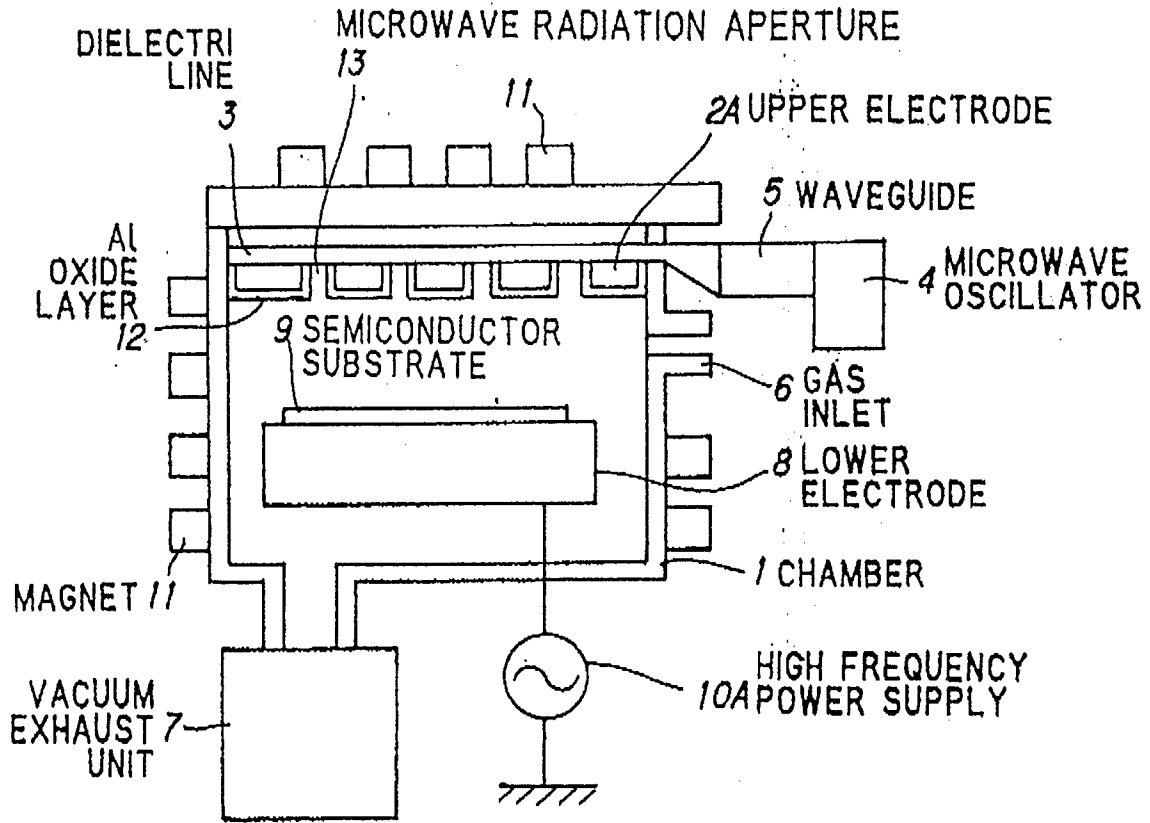 MICROWAVE RADIATION APERTURE
DIELECTRI
LINE
13
11
2A UPPER ELECTRODE
3
5 WAVEGUIDE
Al
OXIDE
LAYER
12
4 MICROWAVE
OSCILLATOR
9 SEMICONDUCTOR
SUBSTRATE
6 GAS
INLET
8 LOWER
ELECTRODE
1 CHAMBER
MAGNET 11
VACUUM
EXHAUST 7
UNIT
HIGH FREQUENCY
10A POWER SUPPLY